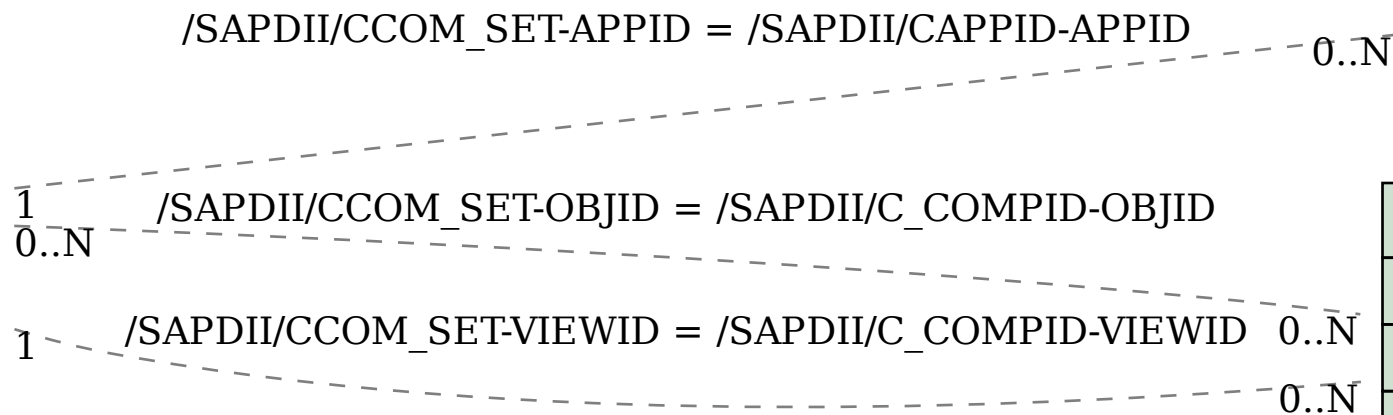 /SAPDII/CCOM_SET-APPID = /SAPDII/CAPPID-APPID
0..N
1
/SAPDII/CCOM_SET-OBJID = /SAPDII/C_COMPID-OBJID
0..N
/SAPDII/CCOM_SET-VIEWID = /SAPDII/C_COMPID-VIEWID
0..N
1
0..N